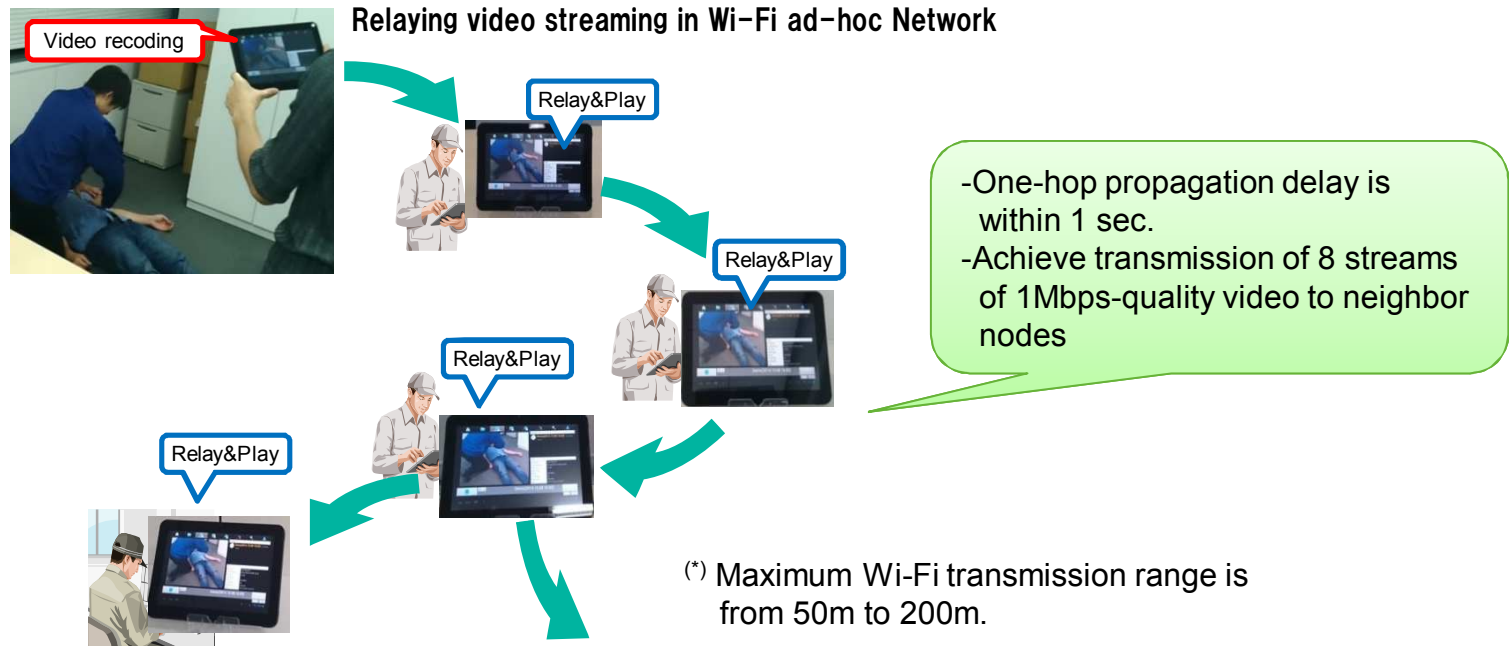 Relaying video streaming in Wi-Fi ad-hoc Network
Video recoding
Relay&Play
Relay&Play
Relay&Play
Relay&Play
-One-hop propagation delay is
within 1 sec.
-Achieve transmission of 8 streams
of 1Mbps-quality video to neighbor
nodes
(*) Maximum Wi-Fi transmission range is
from 50m to 200m.